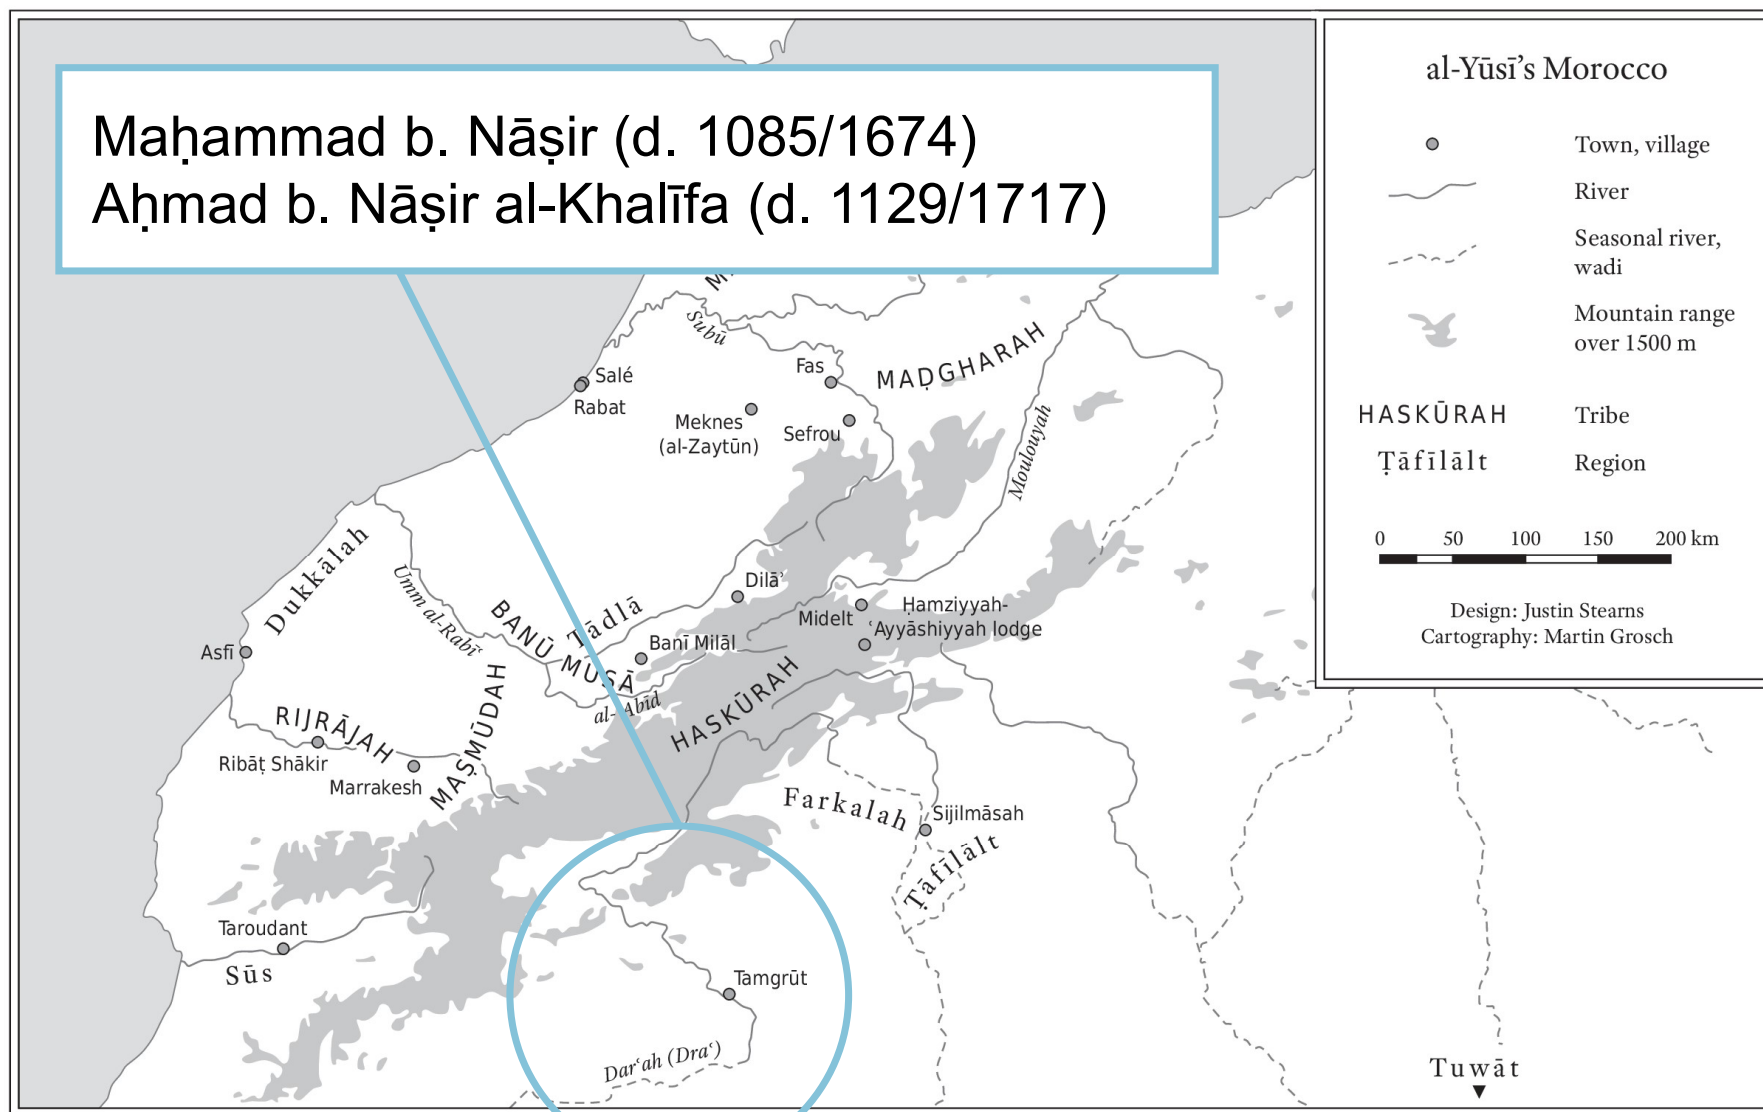 Maḥammad b. Nāṣir (d. 1085/1674)
Aḥmad b. Nāṣir al-Khalīfa (d. 1129/1717)
al-Yūsī’s Morocco
Town, village
River
Seasonal river,
wadi
Mountain range
over 1500 m
HASKŪRAH
Tribe
Ṭāfīlālt
Region
0 50 100 150 200 km
Design: Justin Stearns
Cartography: Martin Grosch
Subū
Salé
Rabat
Fas
MAḌGHARAH
Meknes
(al-Zaytūn)
Sefrou
Moulouyah
Dukkālah
Umm al-Rabīʿ
BANŪ MŪSĀ
Tādlā
Dilāʾ
Midelt
Ḥamziyyah-
ʿAyyāshiyyah lodge
Asfī
Banī Milāl
al-ʿAbīd
HASKŪRAH
RIJRĀJAH
MAṢMŪDAH
Ribāṭ Shākir
Marrakesh
Farkalah
Sijilmāsah
Ṭāfīlālt
Taroudant
Sūs
Tamgrūt
Darʿah (Draʿ)
Tuwāt